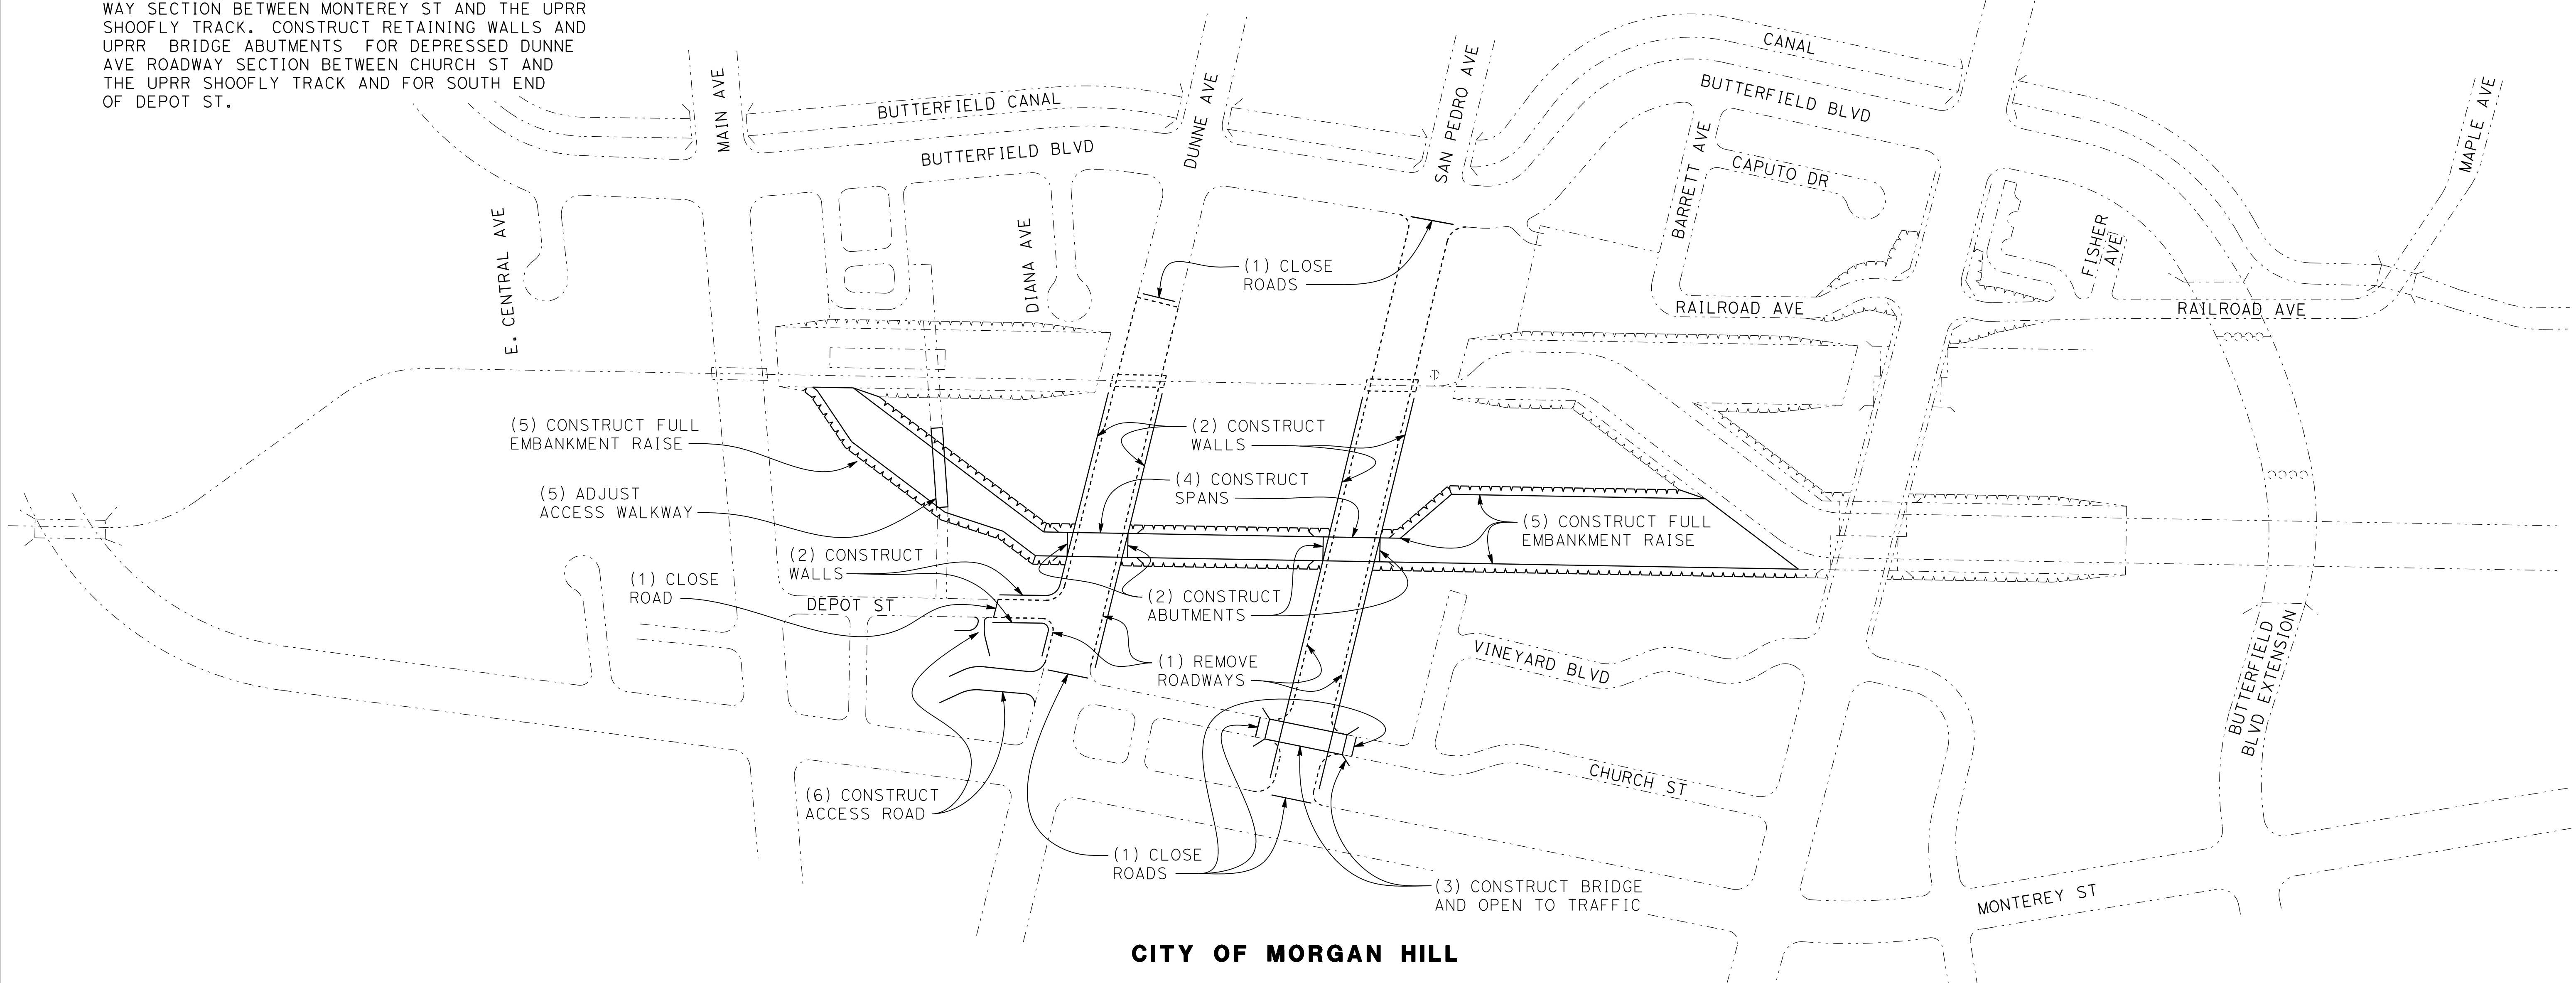 WAY SECTION BETWEEN MONTEREY ST AND THE UPRR
SHOOFLY TRACK. CONSTRUCT RETAINING WALLS AND
UPRR BRIDGE ABUTMENTS FOR DEPRESSED DUNNE
AVE ROADWAY SECTION BETWEEN CHURCH ST AND
THE UPRR SHOOFLY TRACK AND FOR SOUTH END
OF DEPOT ST.
MAIN AVE
BUTTERFIELD CANAL
BUTTERFIELD BLVD
DUNNE AVE
SAN PEDRO AVE
CANAL
BUTTERFIELD BLVD
BARRETT AVE
CAPUTO DR
MAPLE AVE
FISHER
AVE
E. CENTRAL AVE
DIANA AVE
(1) CLOSE
ROADS
RAILROAD AVE
RAILROAD AVE
(5) CONSTRUCT FULL
EMBANKMENT RAISE
(2) CONSTRUCT
WALLS
(4) CONSTRUCT
SPANS
(5) ADJUST
ACCESS WALKWAY
(5) CONSTRUCT FULL
EMBANKMENT RAISE
(2) CONSTRUCT
WALLS
(1) CLOSE
ROAD
DEPOT ST
(2) CONSTRUCT
ABUTMENTS
(1) REMOVE
ROADWAYS
VINEYARD BLVD
BUTTERFIELD
BLVD EXTENSION
CHURCH ST
(6) CONSTRUCT
ACCESS ROAD
(1) CLOSE
ROADS
(3) CONSTRUCT BRIDGE
AND OPEN TO TRAFFIC
MONTEREY ST
CITY OF MORGAN HILL